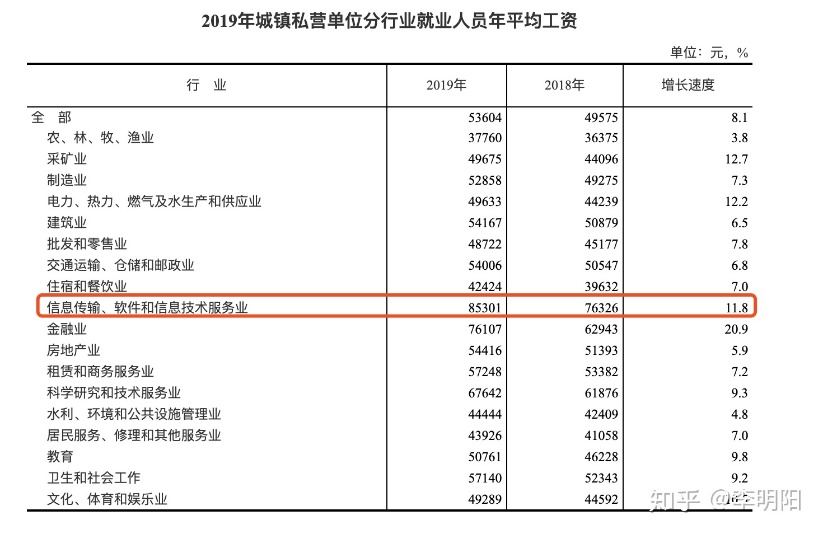 2019年城镇私营单位分行业就业人员年平均工资
单位：元，%
行 业 2019年 2018年 增长速度
全 部 53604 49575 8.1
农、林、牧、渔业 37760 36375 3.8
采矿业 49675 44096 12.7
制造业 52858 49275 7.3
电力、热力、燃气及水生产和供应业 49633 44239 12.2
建筑业 54167 50879 6.5
批发和零售业 48722 45177 7.8
交通运输、仓储和邮政业 54006 50547 6.8
住宿和餐饮业 42424 39632 7.0
信息传输、软件和信息技术服务业 85301 76326 11.8
金融业 76107 62943 20.9
房地产业 54416 51393 5.9
租赁和商务服务业 57248 53382 7.2
科学研究和技术服务业 67642 61876 9.3
水利、环境和公共设施管理业 44444 42409 4.8
居民服务、修理和其他服务业 43926 41058 7.0
教育 50761 46228 9.8
卫生和社会工作 57140 52343 9.2
文化、体育和娱乐业 49289 44592
知乎 @李明阳